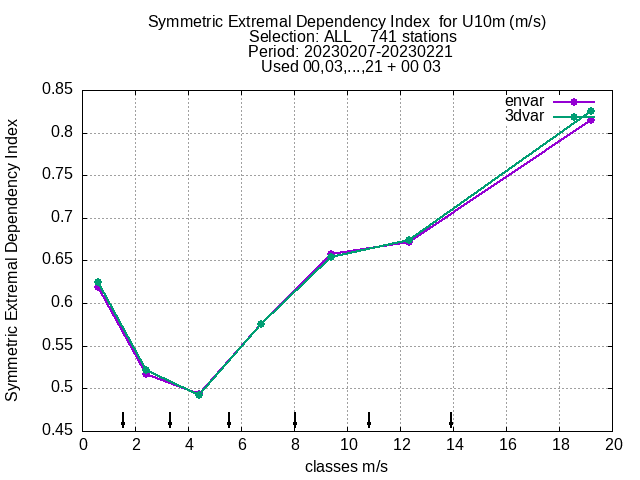 Symmetric Extremal Dependency Index  for U10m (m/s)
Selection: ALL    741 stations
Period: 20230207-20230221
Used 00,03,...,21 + 00 03
envar
3dvar
0.85
0.8
0.75
0.7
0.65
0.6
0.55
0.5
0.45
Symmetric Extremal Dependency Index
0 2 4 6 8 10 12 14 16 18 20
classes m/s